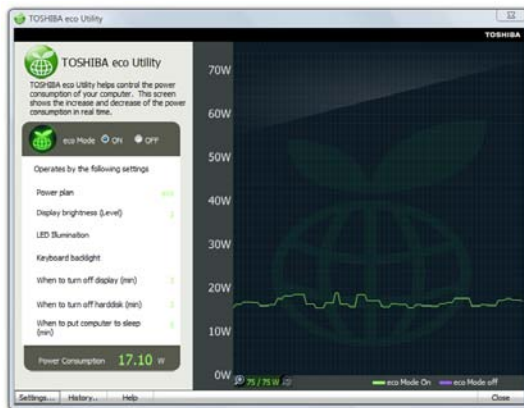 TOSHIBA eco Utility
TOSHIBA
TOSHIBA eco Utility
TOSHIBA eco Utility helps control the power
consumption of your computer. This screen
shows the increase and decrease of the power
consumption in real time.
eco Mode ON OFF
Operates by the following settings
Power plan eco
Display brightness (Level)
LED Illumination
Keyboard backlight
When to turn off display (min)
When to turn off harddisk (min)
When to put computer to sleep
(min)
Power Consumption 17.10 W
70W
60W
50W
40W
30W
20W
10W
0W
75 / 75 W
eco Mode On eco Mode off
Settings... History.. Help Close